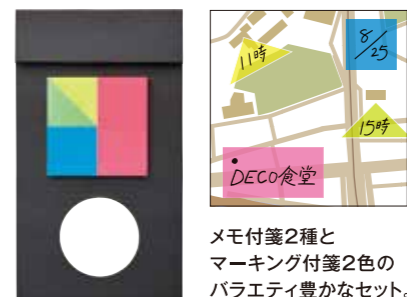 11時
8/25
15時
DECO食堂
メモ付箋2種と
マーキング付箋2色の
バラエティ豊かなセット。